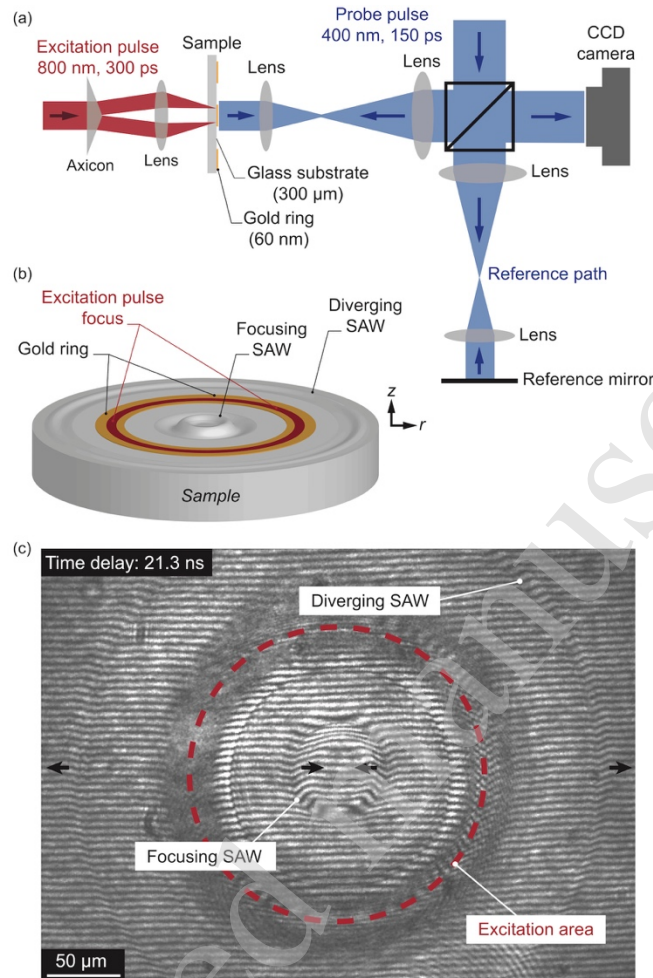 (a)
Excitation pulse
800 nm, 300 ps
Sample
Lens
Probe pulse
400 nm, 150 ps
Lens
CCD
camera
Axicon
Lens
Glass substrate
(300 μm)
Gold ring
(60 nm)
Lens
Reference path
Lens
Reference mirror
(b)
Excitation pulse
focus
Gold ring
Focusing
SAW
Diverging
SAW
z
r
Sample
(c)
Time delay: 21.3 ns
Diverging SAW
Focusing SAW
Excitation area
50 μm